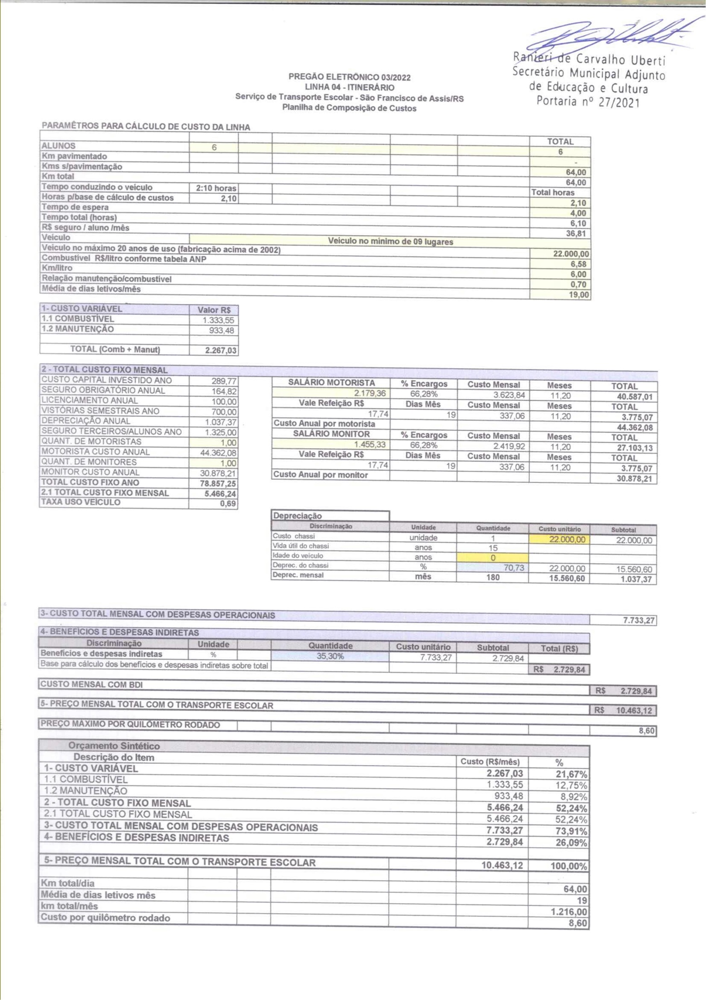 Ranieri de Carvalho Uberti
Secretário Municipal Adjunto
de Educação e Cultura
Portaria nº 27/2021
PREGÃO ELETRÔNICO 03/2022
LINHA 04 - ITINERÁRIO
Serviço de Transporte Escolar - São Francisco de Assis/RS
Planilha de Composição de Custos
PARAMÊTROS PARA CÁLCULO DE CUSTO DA LINHA
TOTAL
ALUNOS 6 6
Km pavimentado -
Kms s/pavimentação 64,00
Km total 64,00
Tempo conduzindo o veículo 2:10 horas Total horas
Horas p/base de cálculo de custos 2,10 2,10
Tempo de espera 4,00
Tempo total (horas) 6,10
R$ seguro / aluno /mês 36,81
Veículo Veículo no mínimo de 09 lugares
Veículo no máximo 20 anos de uso (fabricação acima de 2002) 22.000,00
Combustível R$/litro conforme tabela ANP 6,58
Km/litro 6,00
Relação manutenção/combustível 0,70
Média de dias letivos/mês 19,00
1- CUSTO VARIÁVEL Valor R$
1.1 COMBUSTÍVEL 1.333,55
1.2 MANUTENÇÃO 933,48
TOTAL (Comb + Manut) 2.267,03
2 - TOTAL CUSTO FIXO MENSAL
CUSTO CAPITAL INVESTIDO ANO 289,77
SEGURO OBRIGATÓRIO ANUAL 164,82
LICENCIAMENTO ANUAL 100,00
VISTÓRIAS SEMESTRAIS ANO 700,00
DEPRECIAÇÃO ANUAL 1.037,37
SEGURO TERCEIROS/ALUNOS ANO 1.325,00
QUANT. DE MOTORISTAS 1,00
MOTORISTA CUSTO ANUAL 44.362,08
QUANT. DE MONITORES 1,00
MONITOR CUSTO ANUAL 30.878,21
TOTAL CUSTO FIXO ANO 78.857,25
2.1 TOTAL CUSTO FIXO MENSAL 5.466,24
TAXA USO VEÍCULO 0,69
SALÁRIO MOTORISTA % Encargos Custo Mensal Meses TOTAL
2.179,36 66,28% 3.623,84 11,20 40.587,01
Vale Refeição R$ Dias Mês Custo Mensal Meses TOTAL
17,74 19 337,06 11,20 3.775,07
Custo Anual por motorista 44.362,08
SALÁRIO MONITOR % Encargos Custo Mensal Meses TOTAL
1.455,33 66,28% 2.419,92 11,20 27.103,13
Vale Refeição R$ Dias Mês Custo Mensal Meses TOTAL
17,74 19 337,06 11,20 3.775,07
Custo Anual por monitor 30.878,21
Depreciação
Discriminação Unidade Quantidade Custo unitário Subtotal
Custo chassi unidade 1 22.000,00 22.000,00
Vida útil do chassi anos 15
Idade do veículo anos 0
Deprec. do chassi % 70,73 22.000,00 15.560,60
Deprec. mensal mês 180 15.560,60 1.037,37
3- CUSTO TOTAL MENSAL COM DESPESAS OPERACIONAIS 7.733,27
4- BENEFÍCIOS E DESPESAS INDIRETAS
Discriminação Unidade Quantidade Custo unitário Subtotal Total (R$)
Benefícios e despesas indiretas % 35,30% 7.733,27 2.729,84
Base para cálculo dos benefícios e despesas indiretas sobre total R$ 2.729,84
CUSTO MENSAL COM BDI R$ 2.729,84
5- PREÇO MENSAL TOTAL COM O TRANSPORTE ESCOLAR R$ 10.463,12
PREÇO MÁXIMO POR QUILÔMETRO RODADO 8,60
Orçamento Sintético
Descrição do Item Custo (R$/mês) %
1- CUSTO VARIÁVEL 2.267,03 21,67%
1.1 COMBUSTÍVEL 1.333,55 12,75%
1.2 MANUTENÇÃO 933,48 8,92%
2 - TOTAL CUSTO FIXO MENSAL 5.466,24 52,24%
2.1 TOTAL CUSTO FIXO MENSAL 5.466,24 52,24%
3- CUSTO TOTAL MENSAL COM DESPESAS OPERACIONAIS 7.733,27 73,91%
4- BENEFÍCIOS E DESPESAS INDIRETAS 2.729,84 26,09%
5- PREÇO MENSAL TOTAL COM O TRANSPORTE ESCOLAR 10.463,12 100,00%
Km total/dia 64,00
Média de dias letivos mês 19
km total/mês 1.216,00
Custo por quilômetro rodado 8,60